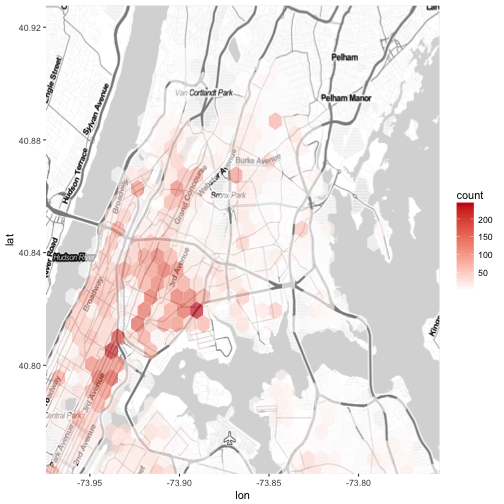 40.92
40.88
40.84
40.80
lat
-73.95
-73.90
-73.85
-73.80
lon
count
200
150
100
50
Engle Street
Sylvan Avenue
Hudson Terrace
Hudson River
River Road
Pelham
Pelham Manor
Van Cortlandt Park
Burke Avenue
Webster Avenue
Bronx Park
Grand Concourse
Broadway
3rd Avenue
Broadway
3rd Avenue
Central Park
Park Avenue
2nd Avenue